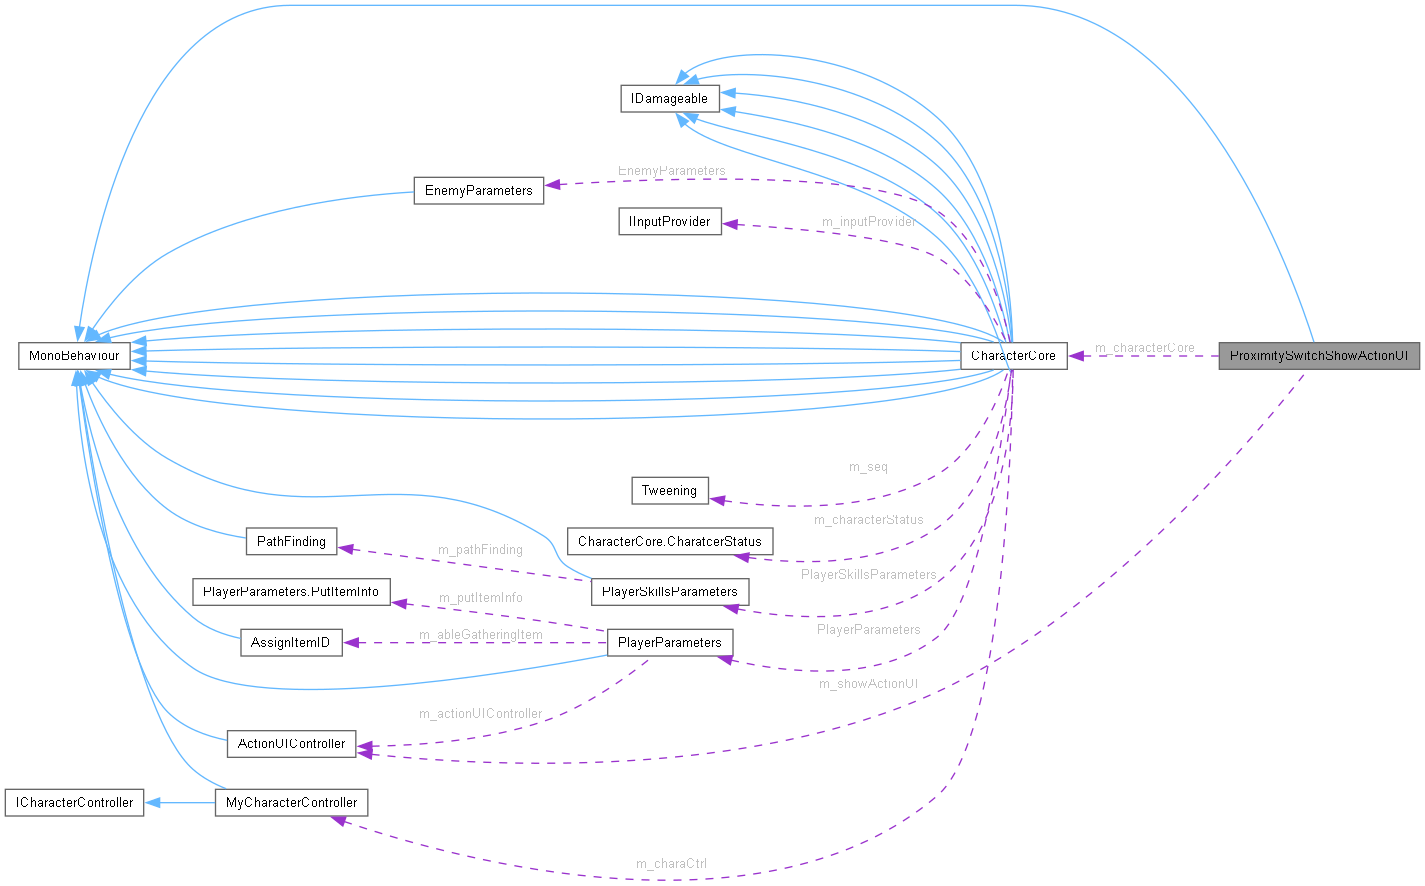 IDamageable
EnemyParameters
EnemyParameters
IInputProvider
m_inputProvider
MonoBehaviour
CharacterCore
m_characterCore
ProximitySwitchShowActionUI
m_seq
Tweening
m_characterStatus
PathFinding
m_pathFinding
CharacterCore.CharatcerStatus
PlayerSkillsParameters
PlayerParameters.PutItemInfo
m_putItemInfo
PlayerSkillsParameters
PlayerParameters
AssignItemID
m_ableGatheringItem
PlayerParameters
m_showActionUI
m_actionUIController
ActionUIController
ICharacterController
MyCharacterController
m_charaCtrl